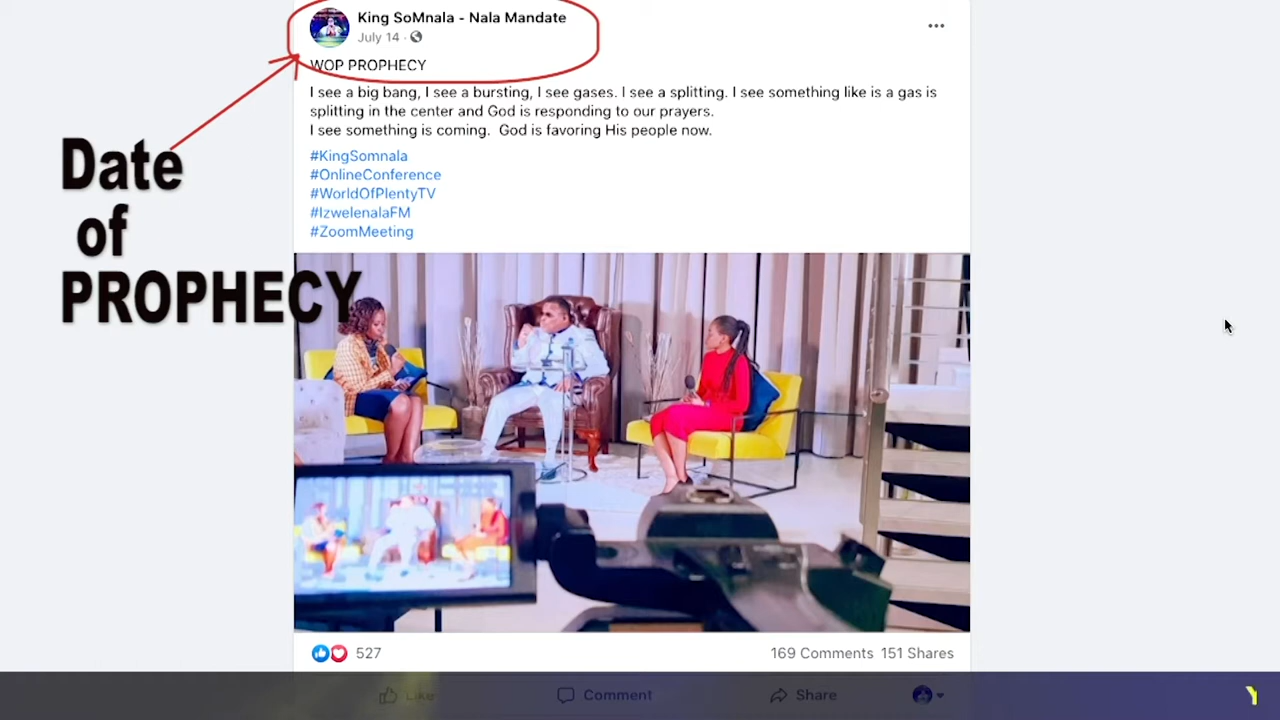 King SoMnala - Nala Mandate
July 14 ·
WOP PROPHECY
I see a big bang, I see a bursting, I see gases. I see a splitting. I see something like is a gas is
splitting in the center and God is responding to our prayers.
I see something is coming.  God is favoring His people now.
#KingSomnala
#OnlineConference
#WorldOfPlentyTV
#IzwelenalaFM
#ZoomMeeting
Date
of
PROPHECY
527
169 Comments 151 Shares
Like
Comment
Share
Y